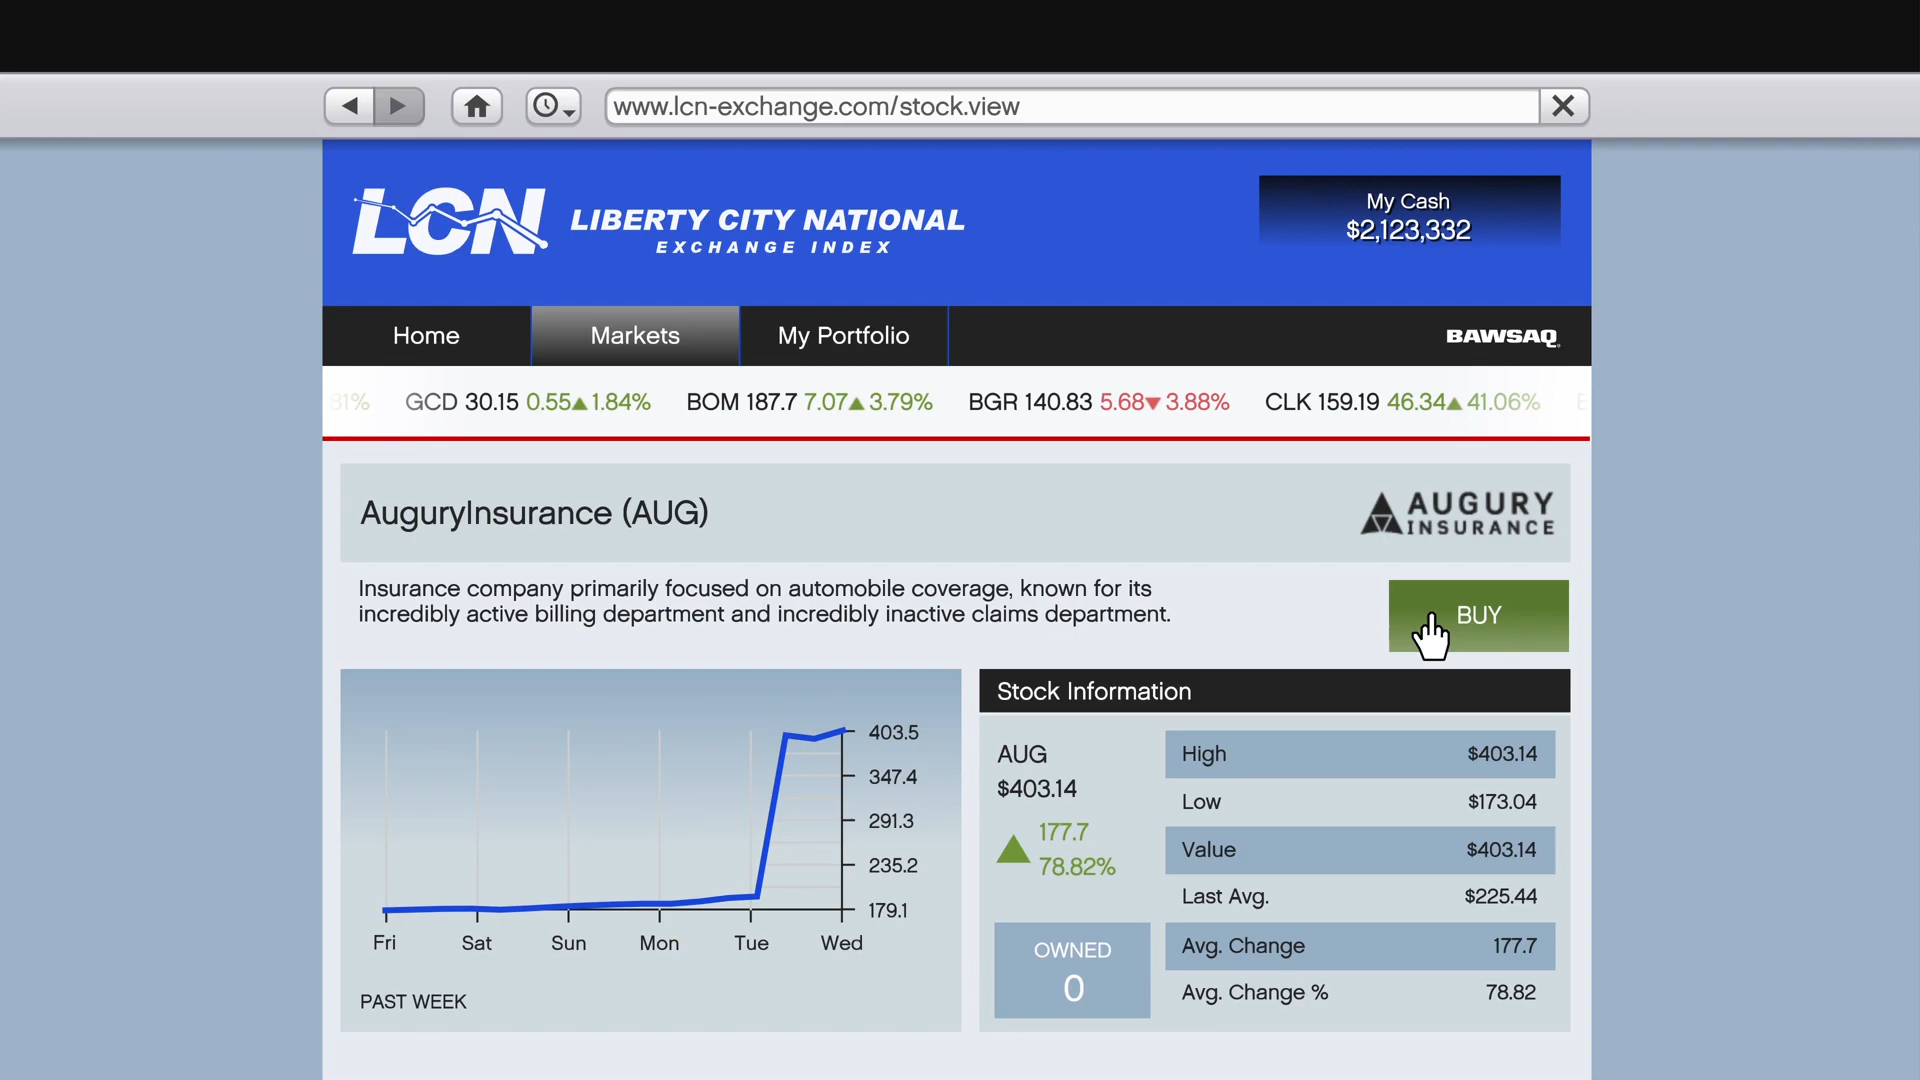 www.lcn-exchange.com/stock.view
LCN
LIBERTY CITY NATIONAL
EXCHANGE INDEX
My Cash
$2,123,332
Home
Markets
My Portfolio
BAWSAQ
81% GCD 30.15 0.55▲1.84% BOM 187.7 7.07▲3.79% BGR 140.83 5.68▼3.88% CLK 159.19 46.34▲41.06%
AuguryInsurance (AUG)
AUGURY
INSURANCE
Insurance company primarily focused on automobile coverage, known for its
incredibly active billing department and incredibly inactive claims department.
BUY
403.5
347.4
291.3
235.2
179.1
Fri Sat Sun Mon Tue Wed
PAST WEEK
Stock Information
AUG
$403.14
177.7
78.82%
OWNED
0
High $403.14
Low $173.04
Value $403.14
Last Avg. $225.44
Avg. Change 177.7
Avg. Change % 78.82